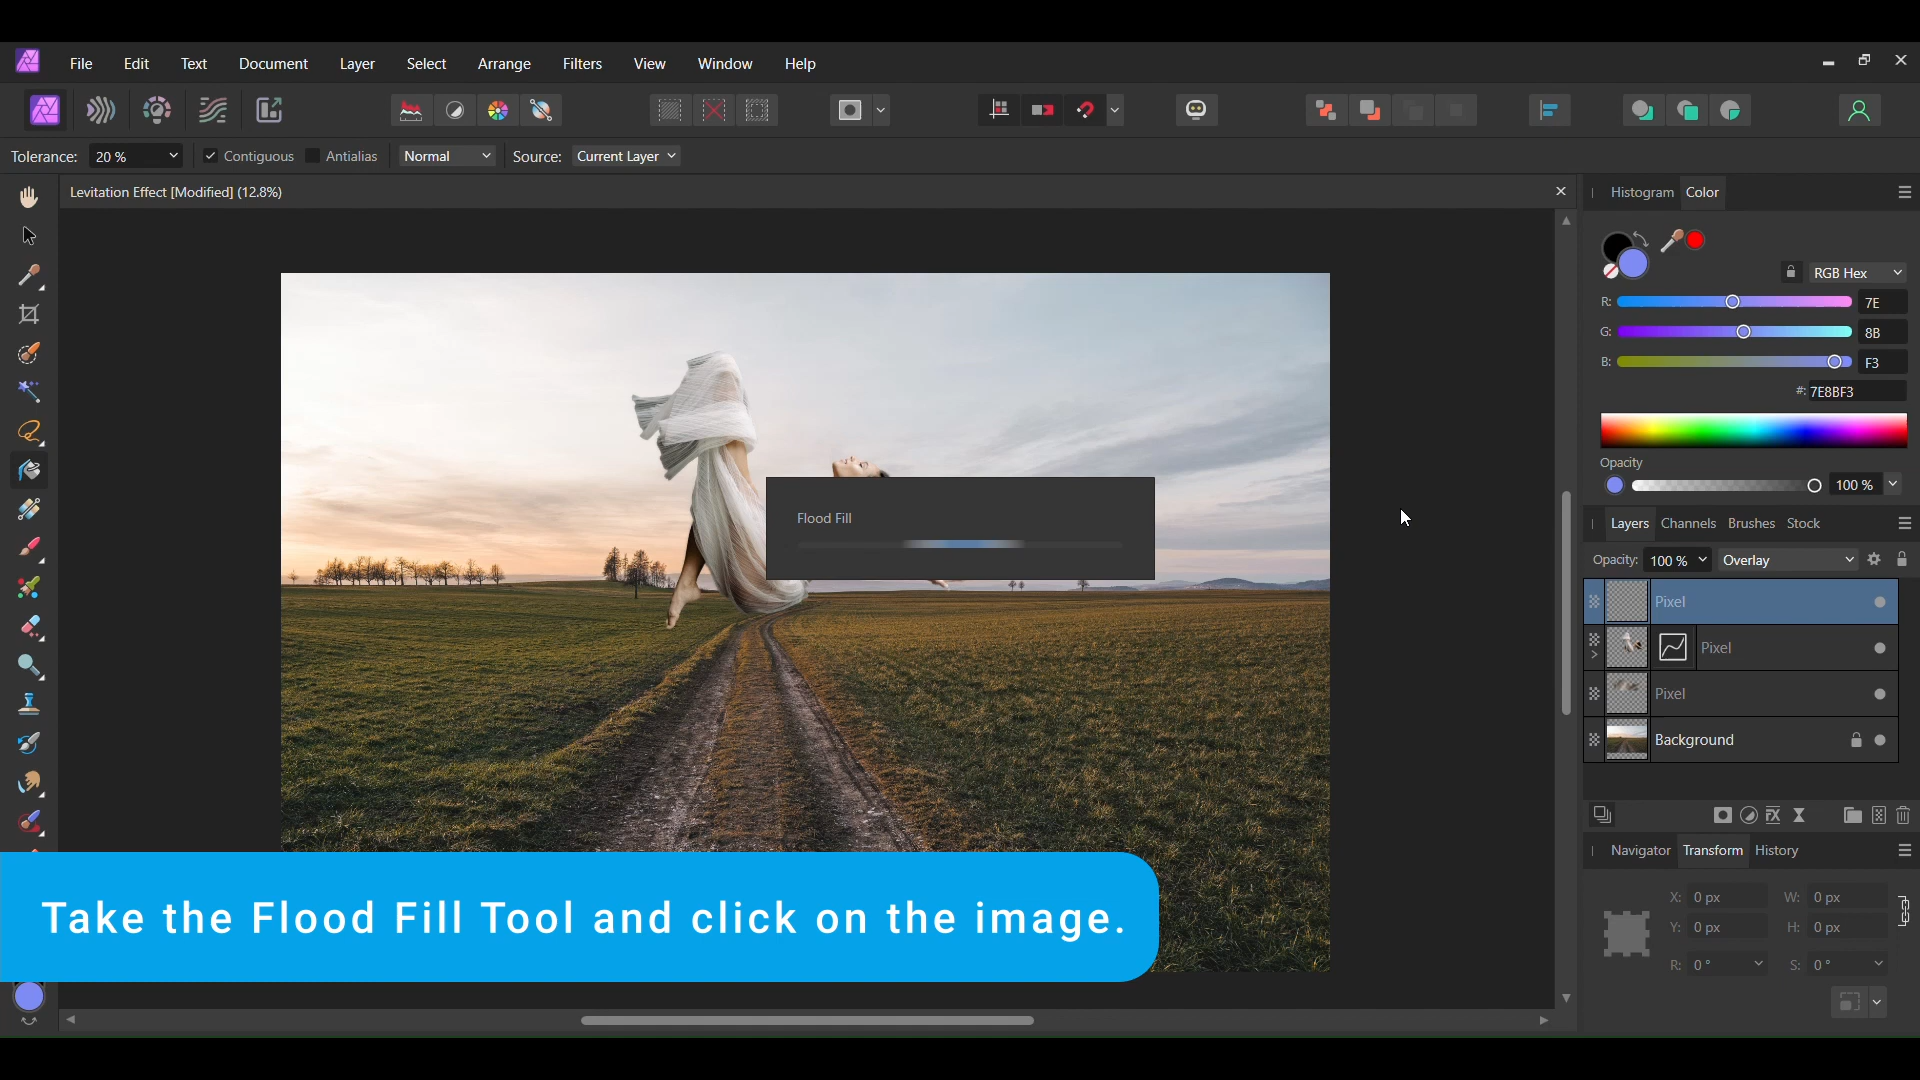 File Edit Text Document Layer Select Arrange Filters View Window Help
Tolerance: 20 % Contiguous Antialias Normal Source: Current Layer
Levitation Effect [Modified] (12.8%)
Histogram Color
RGB Hex
R: 7E
G: 8B
B: F3
#: 7E8BF3
Opacity
100 %
Flood Fill
Layers Channels Brushes Stock
Opacity: 100 % Overlay
Pixel
Pixel
Pixel
Background
Navigator Transform History
X: 0 px W: 0 px
Y: 0 px H: 0 px
R: 0 ° S: 0 °
Take the Flood Fill Tool and click on the image.